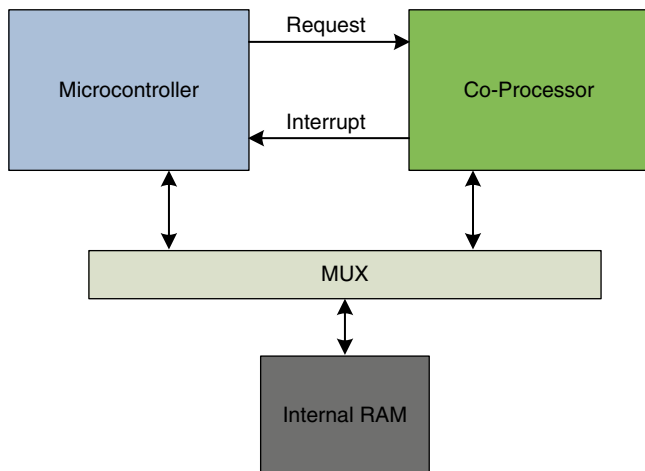 Request
Microcontroller
Co-Processor
Interrupt
MUX
Internal RAM